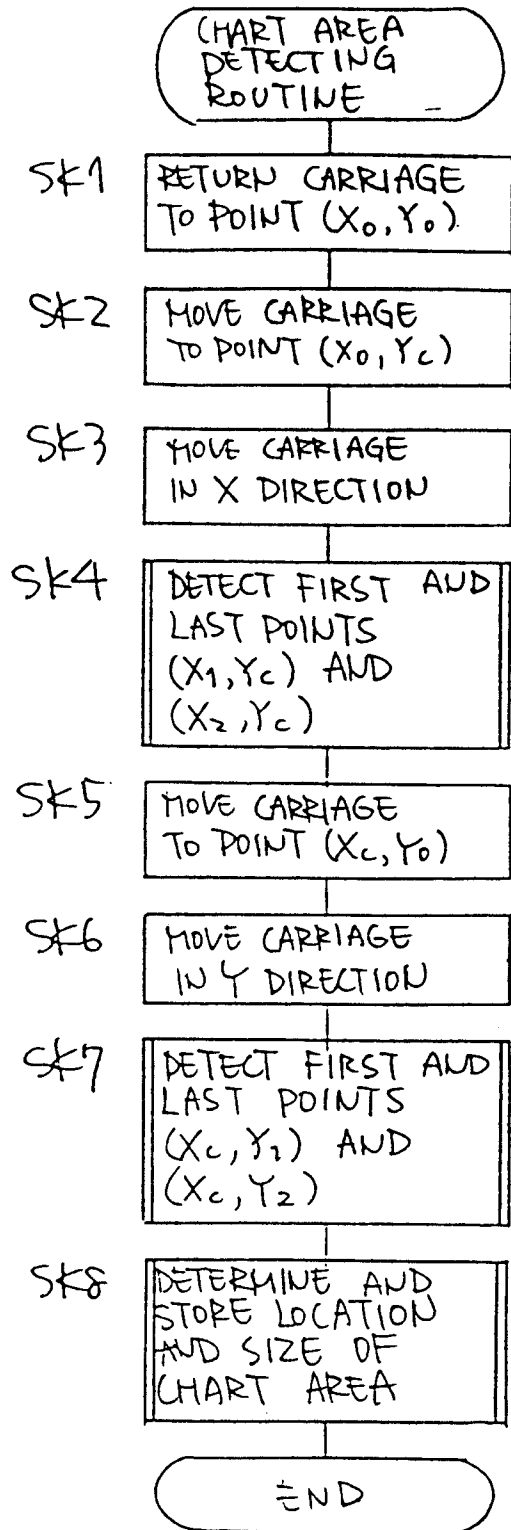 CHART AREA
DETECTING
ROUTINE
SK1
RETURN CARRIAGE
TO POINT (X₀, Y₀)
SK2
MOVE CARRIAGE
TO POINT (X₀, Yc)
SK3
MOVE CARRIAGE
IN X DIRECTION
SK4
DETECT FIRST AND
LAST POINTS
(X₁, Yc) AND
(X₂, Yc)
SK5
MOVE CARRIAGE
TO POINT (Xc, Y₀)
SK6
MOVE CARRIAGE
IN Y DIRECTION
SK7
DETECT FIRST AND
LAST POINTS
(Xc, Y₁) AND
(Xc, Y₂)
SK8
DETERMINE AND
STORE LOCATION
AND SIZE OF
CHART AREA
END